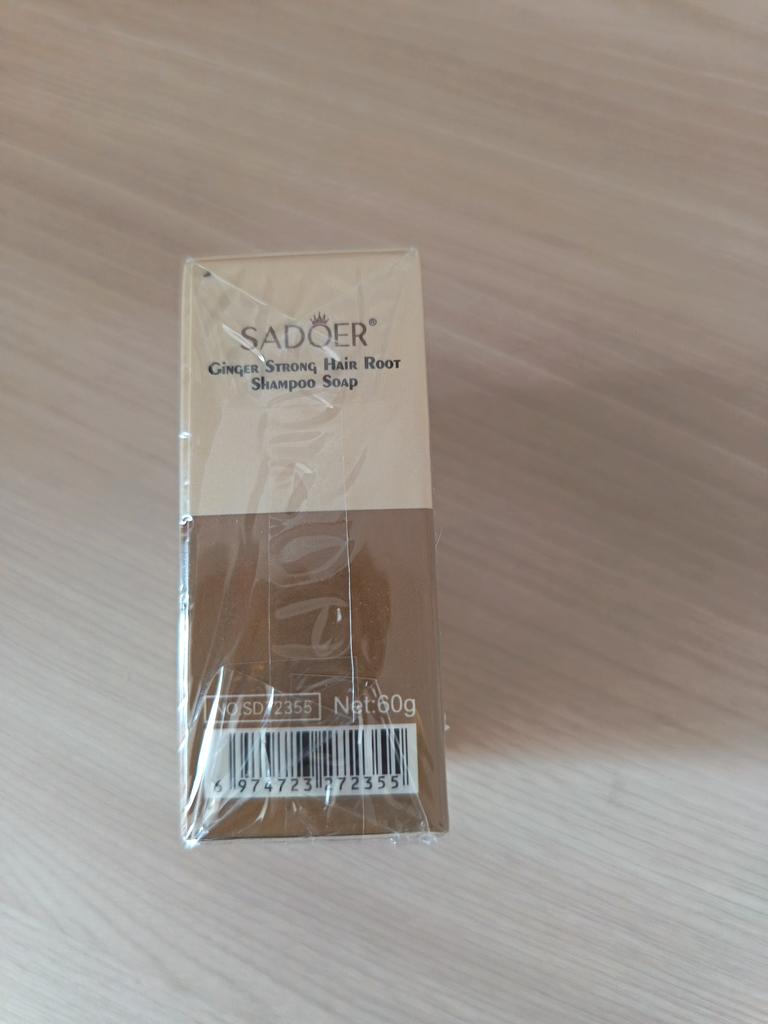 SADOER®
Ginger Strong Hair Root
Shampoo Soap
NO.SD72355 Net:60g
6 974723 272355